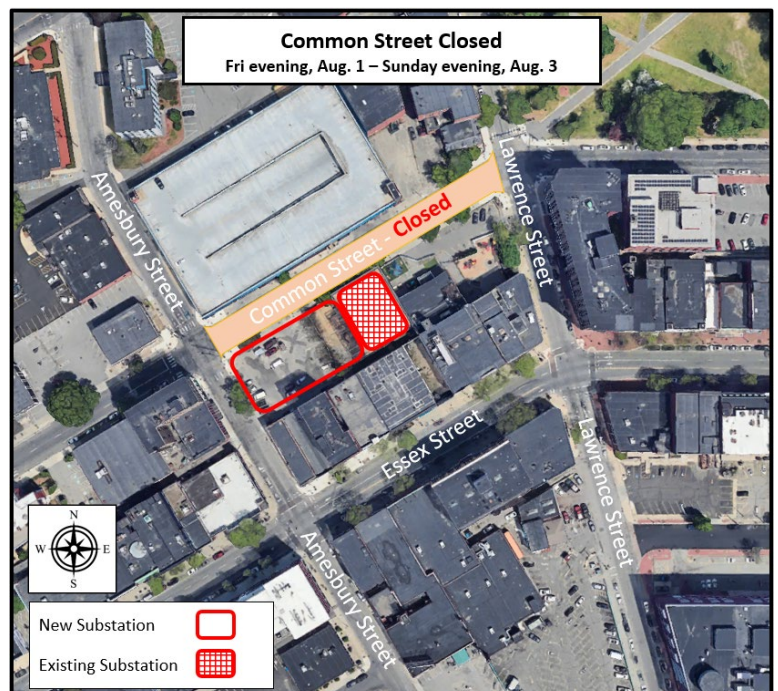 Common Street Closed
Fri evening, Aug. 1 – Sunday evening, Aug. 3
Lawrence Street
Amesbury Street
Common Street - Closed
Essex Street
Lawrence Street
Amesbury Street
N
W E
S
New Substation
Existing Substation